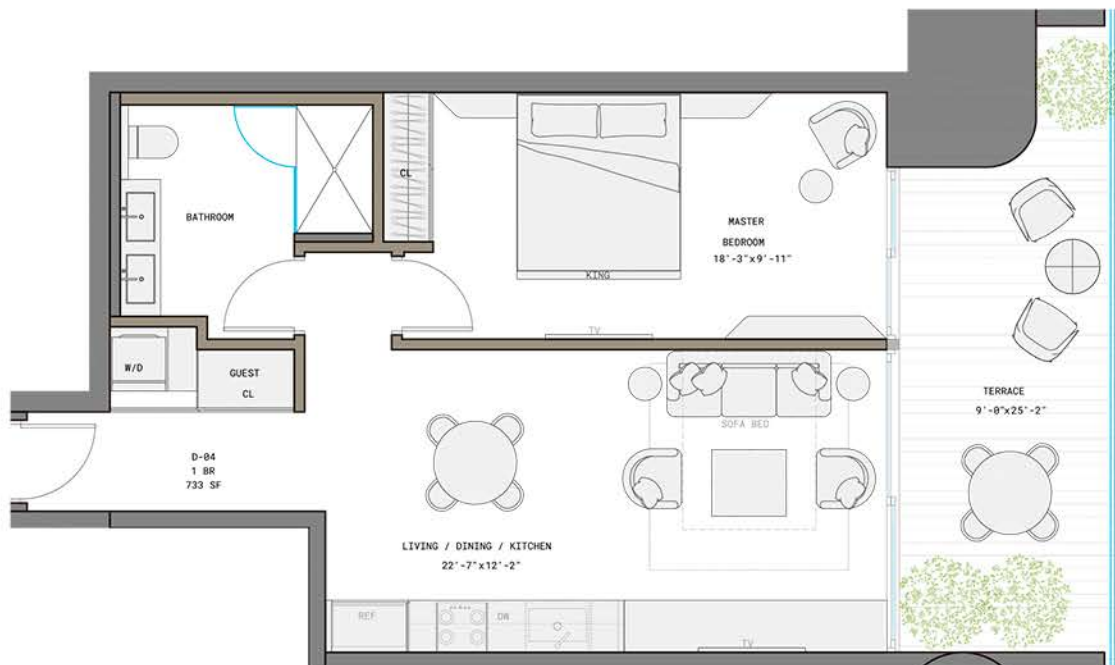 BATHROOM
CL
MASTER
BEDROOM
18'-3"x9'-11"
KING
TV
W/D
GUEST
CL
TERRACE
9'-0"x25'-2"
SOFA BED
D-04
1 BR
733 SF
LIVING / DINING / KITCHEN
22'-7"x12'-2"
REF
DW
TV